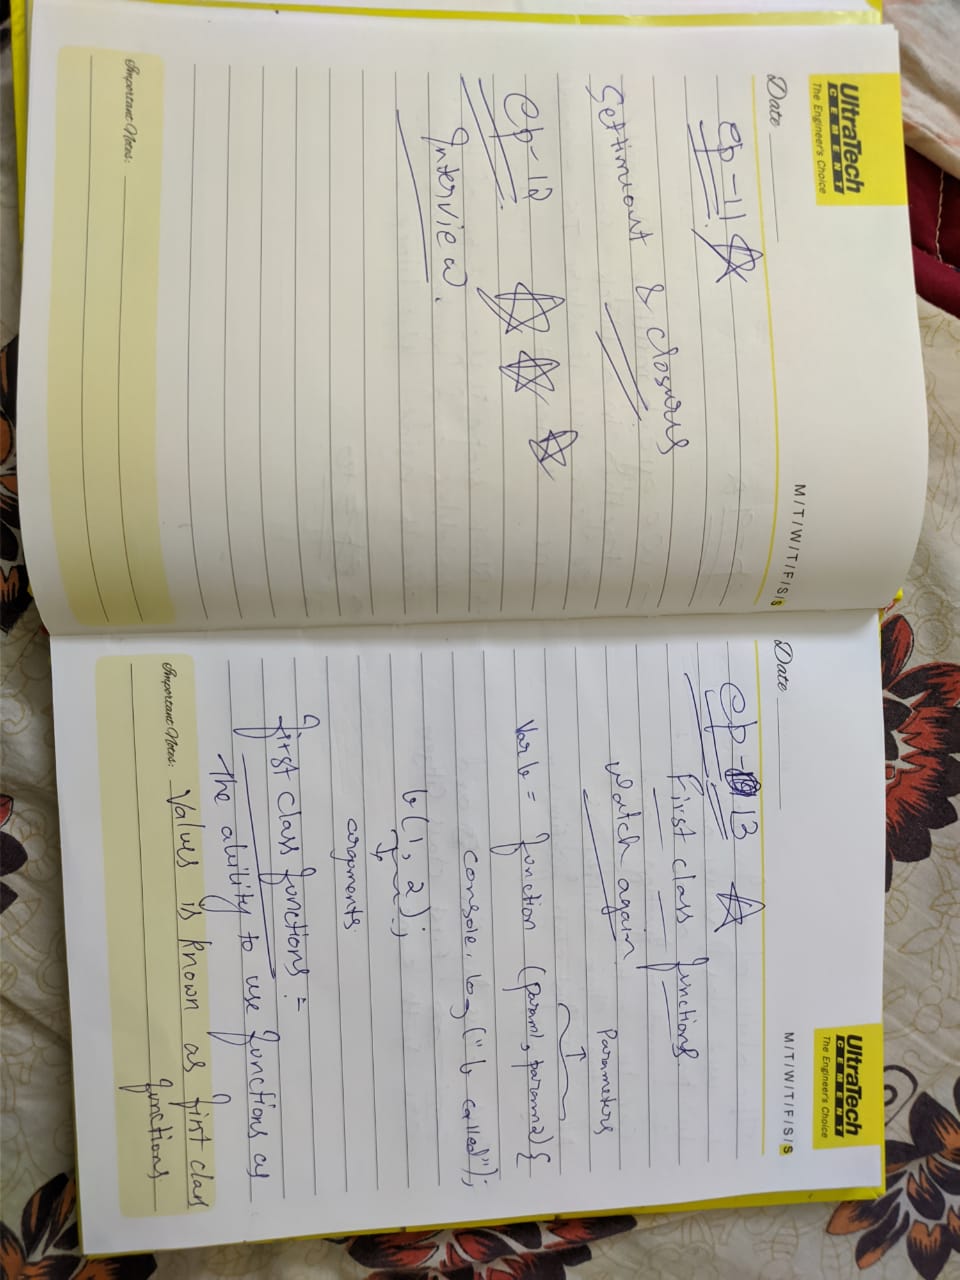 UltraTech
CEMENT
The Engineer's Choice
Date
M/T/W/T/F/S/S
ep-11
Settimeout & closures
Ep-12
Interview.
Important Notes:
Date
M/T/W/T/F/S/S
UltraTech
CEMENT
The Engineer's Choice
ep-13
First class functions.
Watch again
Parameters
Var b = function (param1, param2) {
console.log("b called");
b(1, 2);
arguments
First class functions :=
The ability to use functions as
Important Notes: Values is known as first class
functions.